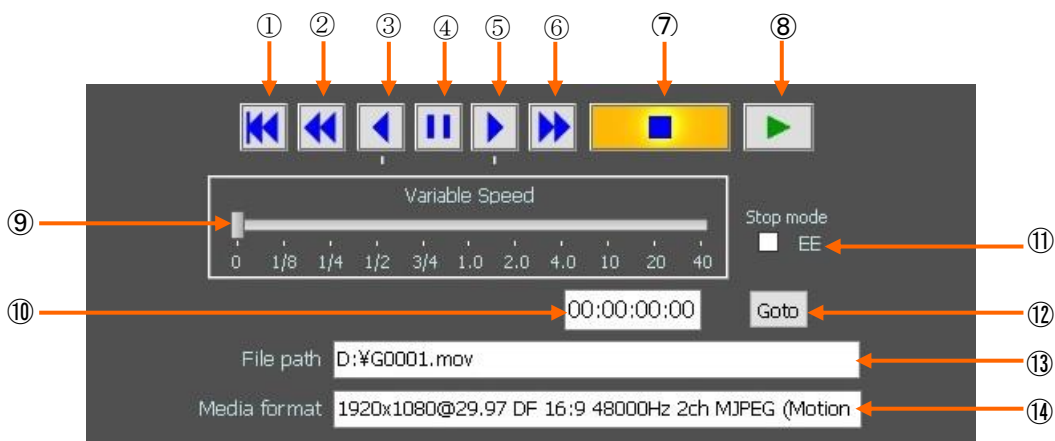 ① ② ③ ④ ⑤ ⑥ ⑦ ⑧
Variable Speed
⑨
0 1/8 1/4 1/2 3/4 1.0 2.0 4.0 10 20 40
Stop mode
EE ⑪
⑩ 00:00:00:00 Goto ⑫
File path D:¥G0001.mov ⑬
Media format 1920x1080@29.97 DF 16:9 48000Hz 2ch MJPEG (Motion ⑭